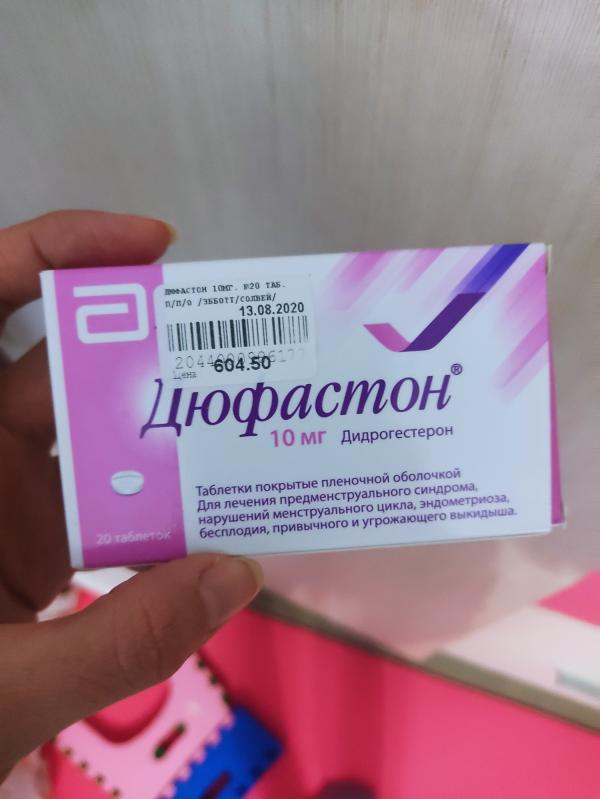 ДЮФАСТОН 10МГ. №20 ТАБ.
П/П/О /ЭББОТТ/СОЛВЕЙ/
13.08.2020
Цена 604.50
Дюфастон®
10 мг Дидрогестерон
Таблетки покрытые пленочной оболочкой
Для лечения предменструального синдрома,
нарушений менструального цикла, эндометриоза,
бесплодия, привычного и угрожающего выкидыша.
20 таблеток